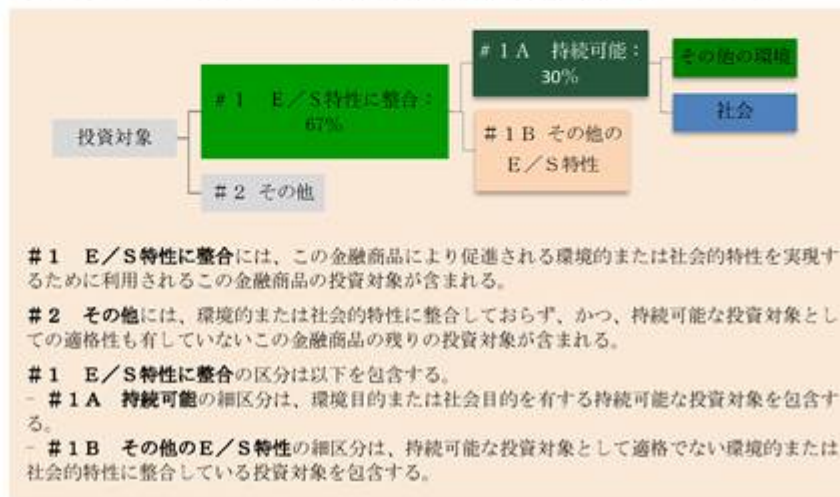 投資対象
＃１　Ｅ／Ｓ特性に整合：
67％
＃２ その他
＃１Ａ　持続可能：
30％
＃１Ｂ その他の
Ｅ／Ｓ特性
その他の環境
社会
＃１　Ｅ／Ｓ特性に整合には、この金融商品により促進される環境的または社会的特性を実現す
るために利用されるこの金融商品の投資対象が含まれる。
＃２　その他には、環境的または社会的特性に整合しておらず、かつ、持続可能な投資対象とし
ての適格性も有していないこの金融商品の残りの投資対象が含まれる。
＃１　Ｅ／Ｓ特性に整合の区分は以下を包含する。
－ ＃１Ａ　持続可能の細区分は、環境目的または社会目的を有する持続可能な投資対象を包含す
る。
－ ＃１Ｂ　その他のＥ／Ｓ特性の細区分は、持続可能な投資対象として適格でない環境的または
社会的特性に整合している投資対象を包含する。